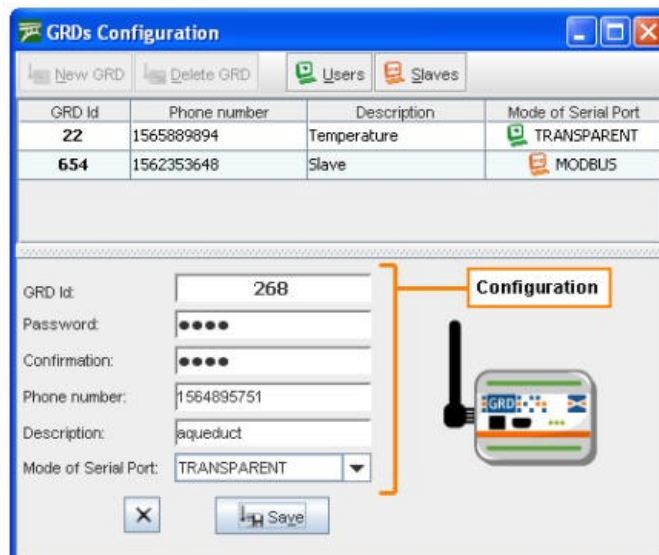 GRDs Configuration
New GRD Delete GRD Users Slaves
GRD Id Phone number Description Mode of Serial Port
22 1565889894 Temperature TRANSPARENT
654 1562353648 Slave MODBUS
GRD Id: 268
Configuration
Password: ●●●●
Confirmation: ●●●●
Phone number: 1564895751
GRD
Description: aqueduct
Mode of Serial Port: TRANSPARENT
X Save